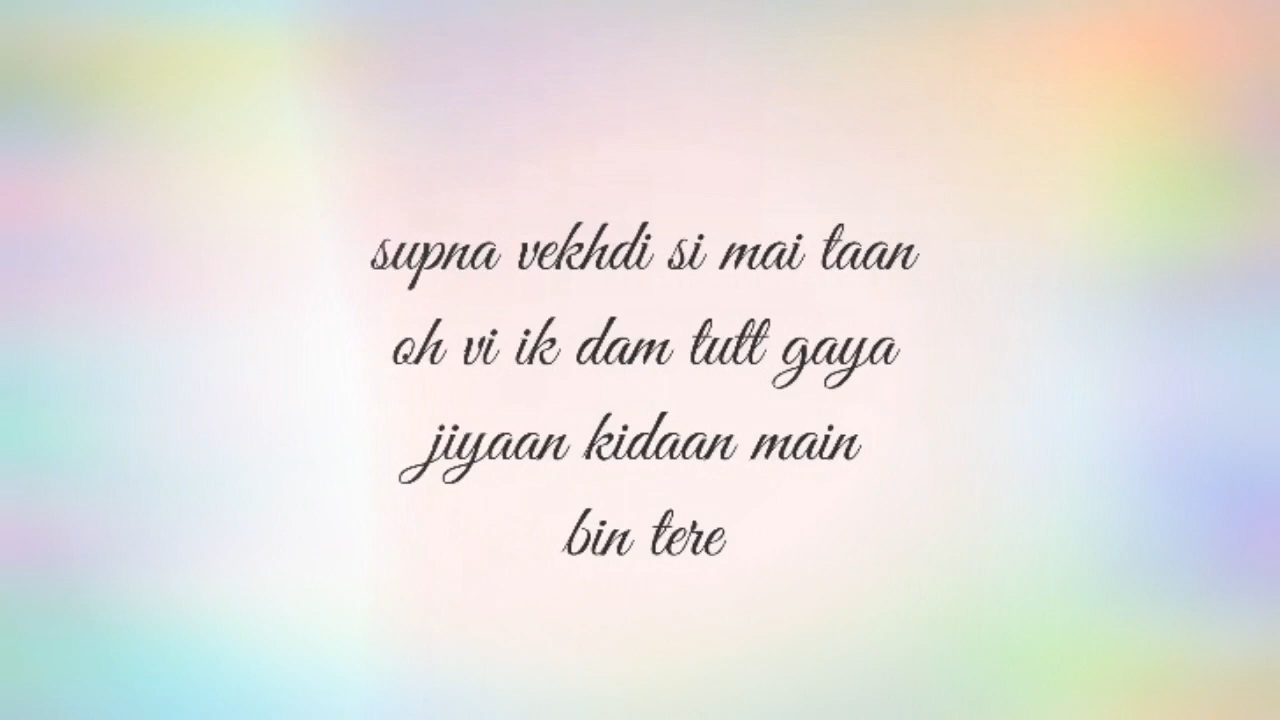 supna vekhdi si mai taan
oh vi ik dam tutt gaya
jiyaan kidaan main
bin tere